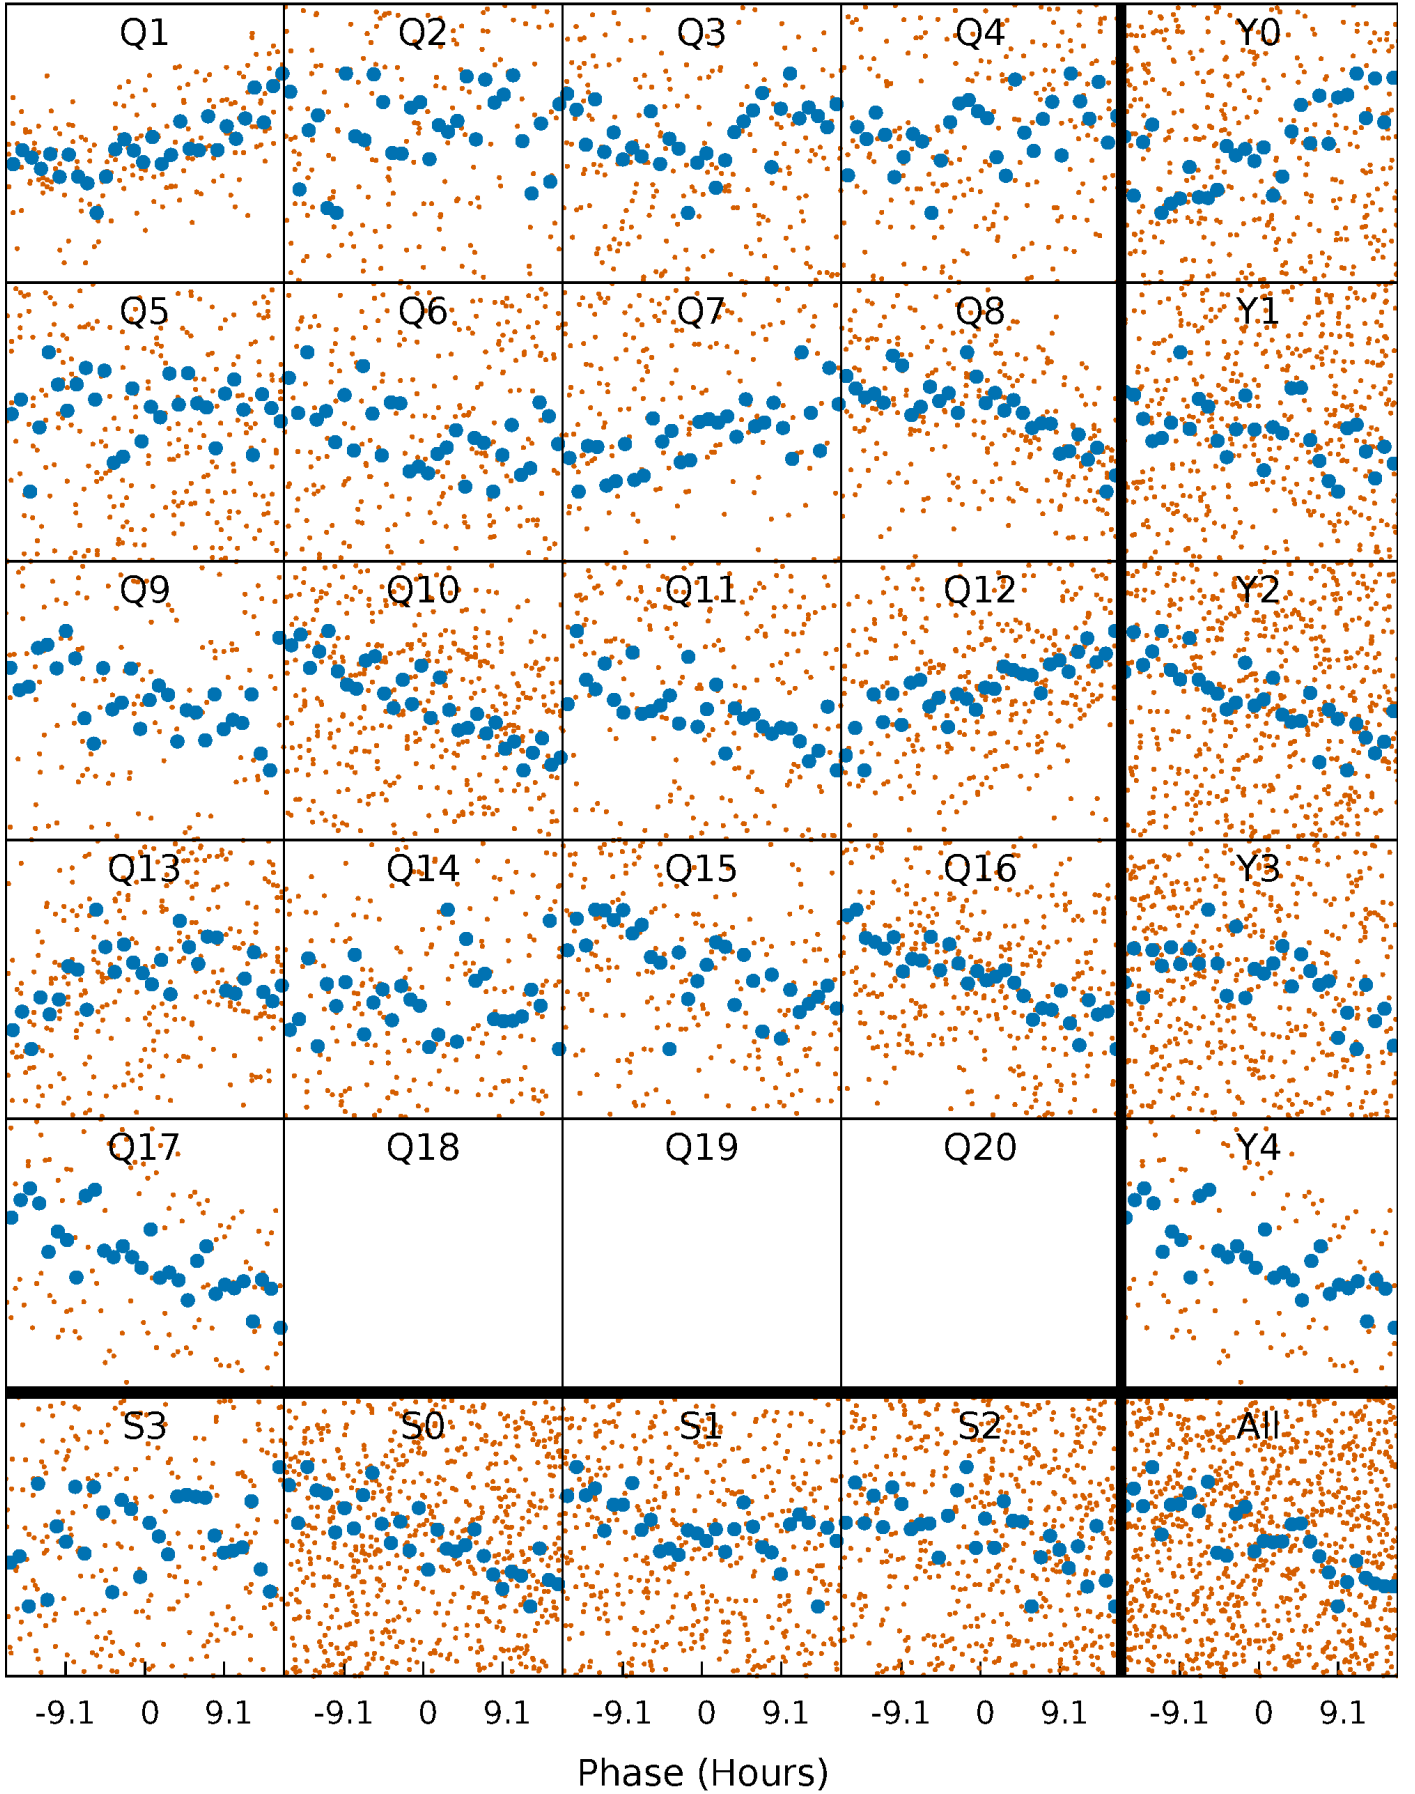 Q1 Q2 Q3 Q4 Y0
Q5 Q6 Q7 Q8 Y1
Q9 Q10 Q11 Q12 Y2
Q13 Q14 Q15 Q16 Y3
Q17 Q18 Q19 Q20 Y4
S3 S0 S1 S2 All
-9.1 0 9.1 -9.1 0 9.1 -9.1 0 9.1 -9.1 0 9.1 -9.1 0 9.1
Phase (Hours)